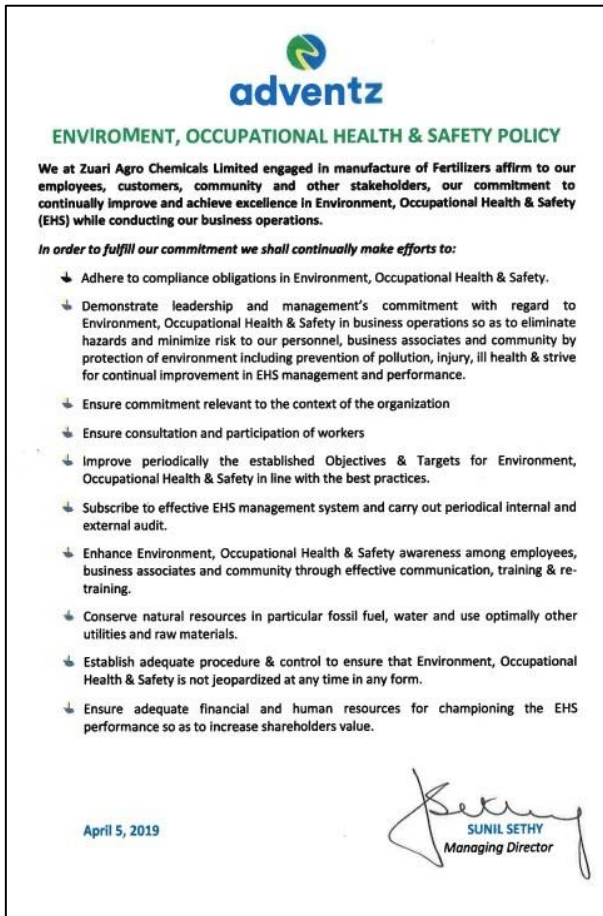 adventz
ENVIROMENT, OCCUPATIONAL HEALTH & SAFETY POLICY
We at Zuari Agro Chemicals Limited engaged in manufacture of Fertilizers affirm to our
employees, customers, community and other stakeholders, our commitment to
continually improve and achieve excellence in Environment, Occupational Health & Safety
(EHS) while conducting our business operations.
In order to fulfill our commitment we shall continually make efforts to:
Adhere to compliance obligations in Environment, Occupational Health & Safety.
Demonstrate leadership and management's commitment with regard to
Environment, Occupational Health & Safety in business operations so as to eliminate
hazards and minimize risk to our personnel, business associates and community by
protection of environment including prevention of pollution, injury, ill health & strive
for continual improvement in EHS management and performance.
Ensure commitment relevant to the context of the organization
Ensure consultation and participation of workers
Improve periodically the established Objectives & Targets for Environment,
Occupational Health & Safety in line with the best practices.
Subscribe to effective EHS management system and carry out periodical internal and
external audit.
Enhance Environment, Occupational Health & Safety awareness among employees,
business associates and community through effective communication, training & re-
training.
Conserve natural resources in particular fossil fuel, water and use optimally other
utilities and raw materials.
Establish adequate procedure & control to ensure that Environment, Occupational
Health & Safety is not jeopardized at any time in any form.
Ensure adequate financial and human resources for championing the EHS
performance so as to increase shareholders value.
April 5, 2019
SUNIL SETHY
Managing Director